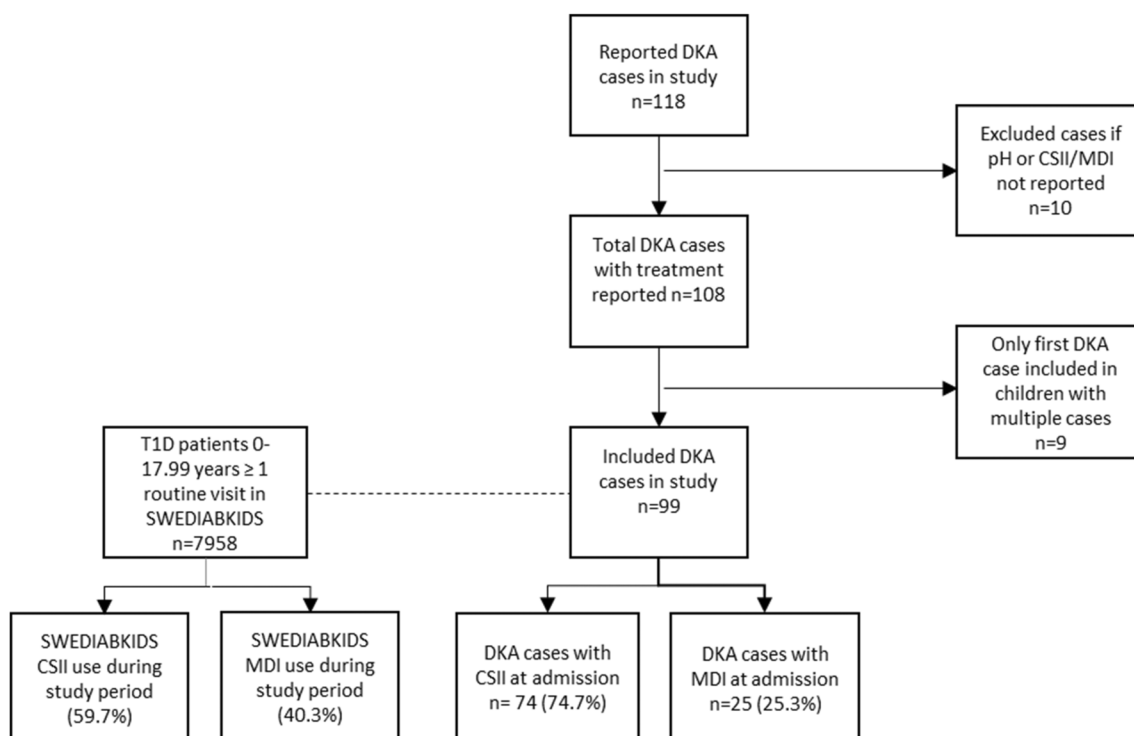 Reported DKA
cases in study
n=118
Excluded cases if
pH or CSII/MDI
not reported
n=10
Total DKA cases
with treatment
reported n=108
Only first DKA
case included in
children with
multiple cases
n=9
T1D patients 0-
17.99 years ≥ 1
routine visit in
SWEDIABKIDS
n=7958
Included DKA
cases in study
n=99
SWEDIABKIDS
CSII use during
study period
(59.7%)
SWEDIABKIDS
MDI use during
study period
(40.3%)
DKA cases with
CSII at admission
n= 74 (74.7%)
DKA cases with
MDI at admission
n=25 (25.3%)